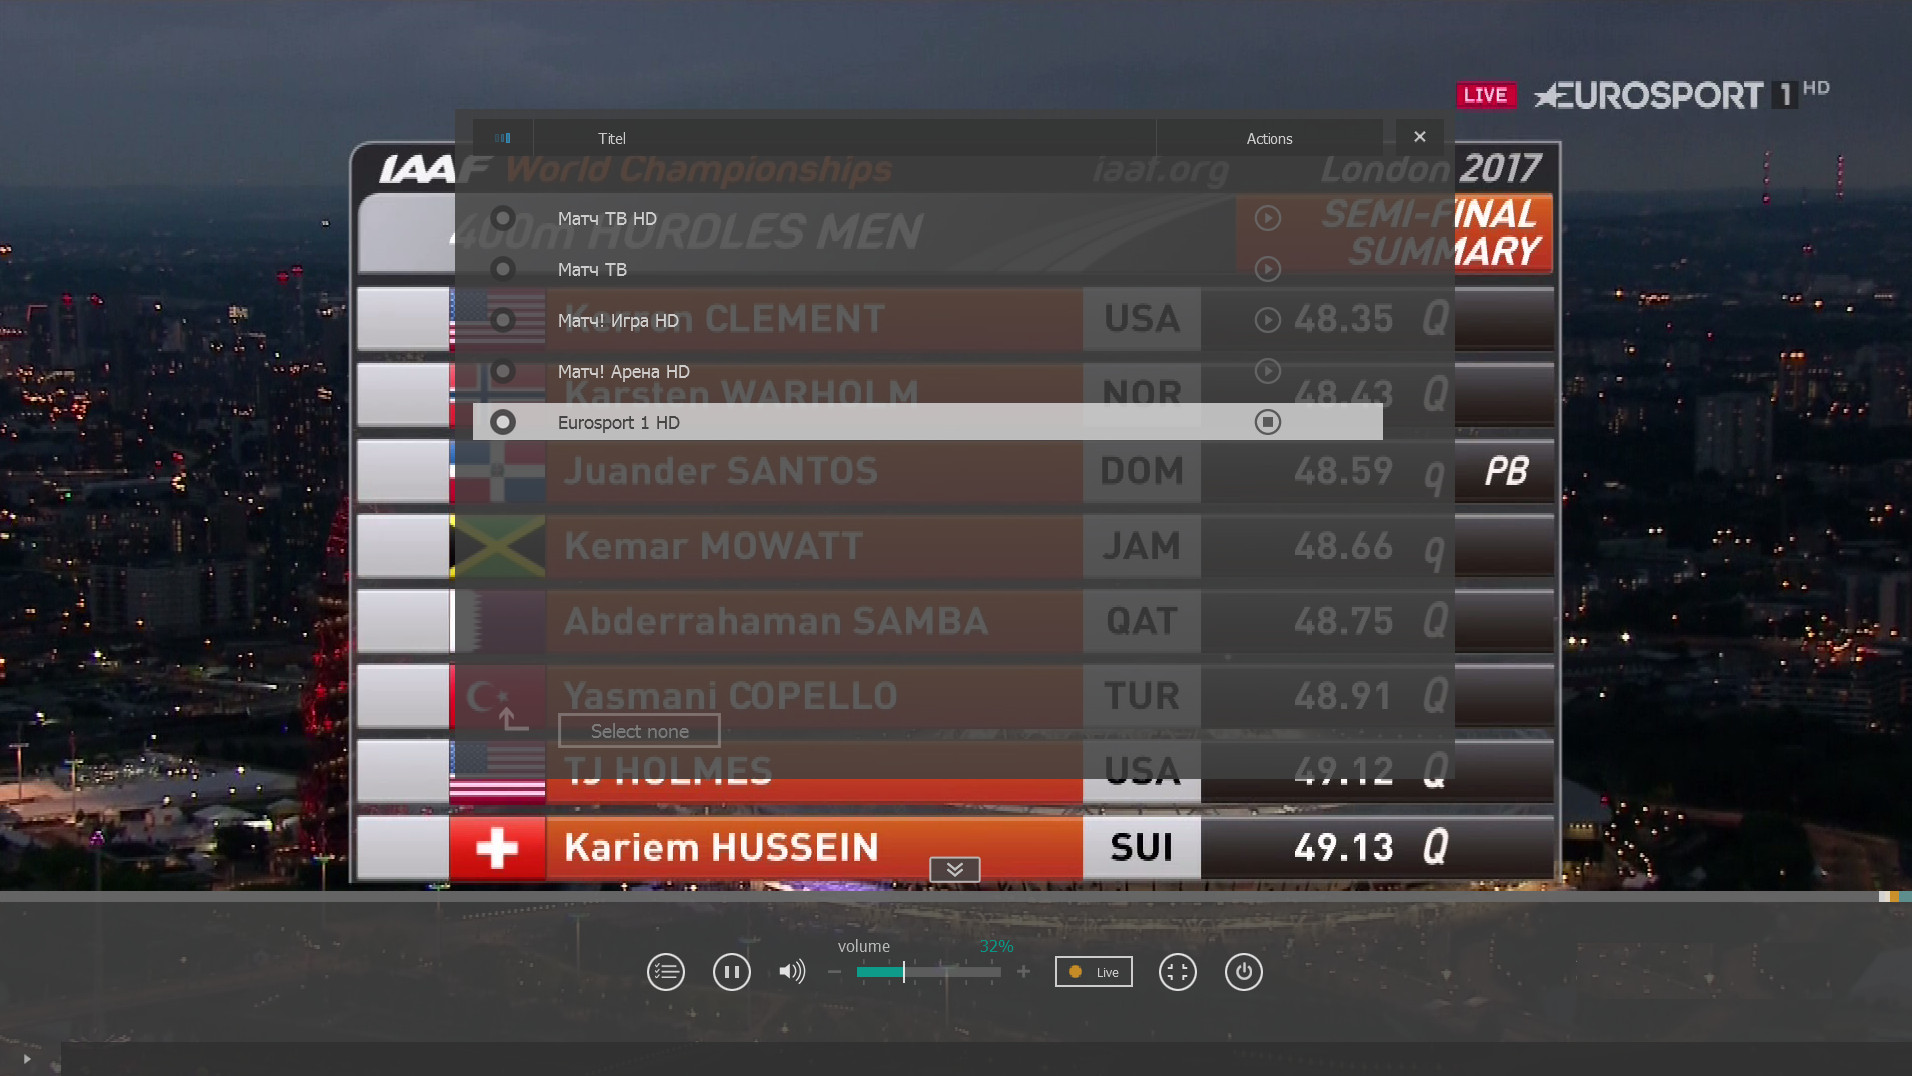 LIVE EUROSPORT 1 HD
Titel Actions
IAAF World Championships iaaf.org London 2017
Матч ТВ HD
400m HURDLES MEN SEMI-FINAL
SUMMARY
Матч ТВ
Матч! Игра HD
Kerron CLEMENT USA 48.35 Q
Матч! Арена HD
Karsten WARHOLM NOR 48.43 Q
Eurosport 1 HD
Juander SANTOS DOM 48.59 q PB
Kemar MOWATT JAM 48.66 q
Abderrahaman SAMBA QAT 48.75 Q
Yasmani COPELLO TUR 48.91 Q
Select none
TJ HOLMES USA 49.12 Q
Kariem HUSSEIN SUI 49.13 Q
volume 32%
Live